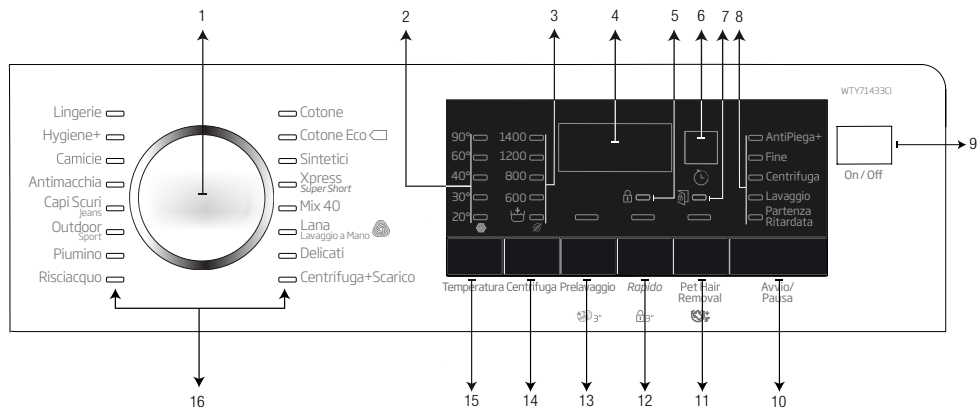 1
2
3
4
5
6
7
8
WTY71433CI
Lingerie
Hygiene+
Camicie
Antimacchia
Capi Scuri
Jeans
Outdoor
Sport
Piumino
Risciacquo
Cotone
Cotone Eco
Sintetici
Xpress
Super Short
Mix 40
Lana
Lavaggio a Mano
Delicati
Centrifuga+Scarico
90°
60°
40°
30°
20°
1400
1200
800
600
AntiPiega+
Fine
Centrifuga
Lavaggio
Partenza
Ritardata
On / Off
9
Temperatura
Centrifuga
Prelavaggio
3"
Rapido
3"
Pet Hair
Removal
Avvio/
Pausa
16
15
14
13
12
11
10